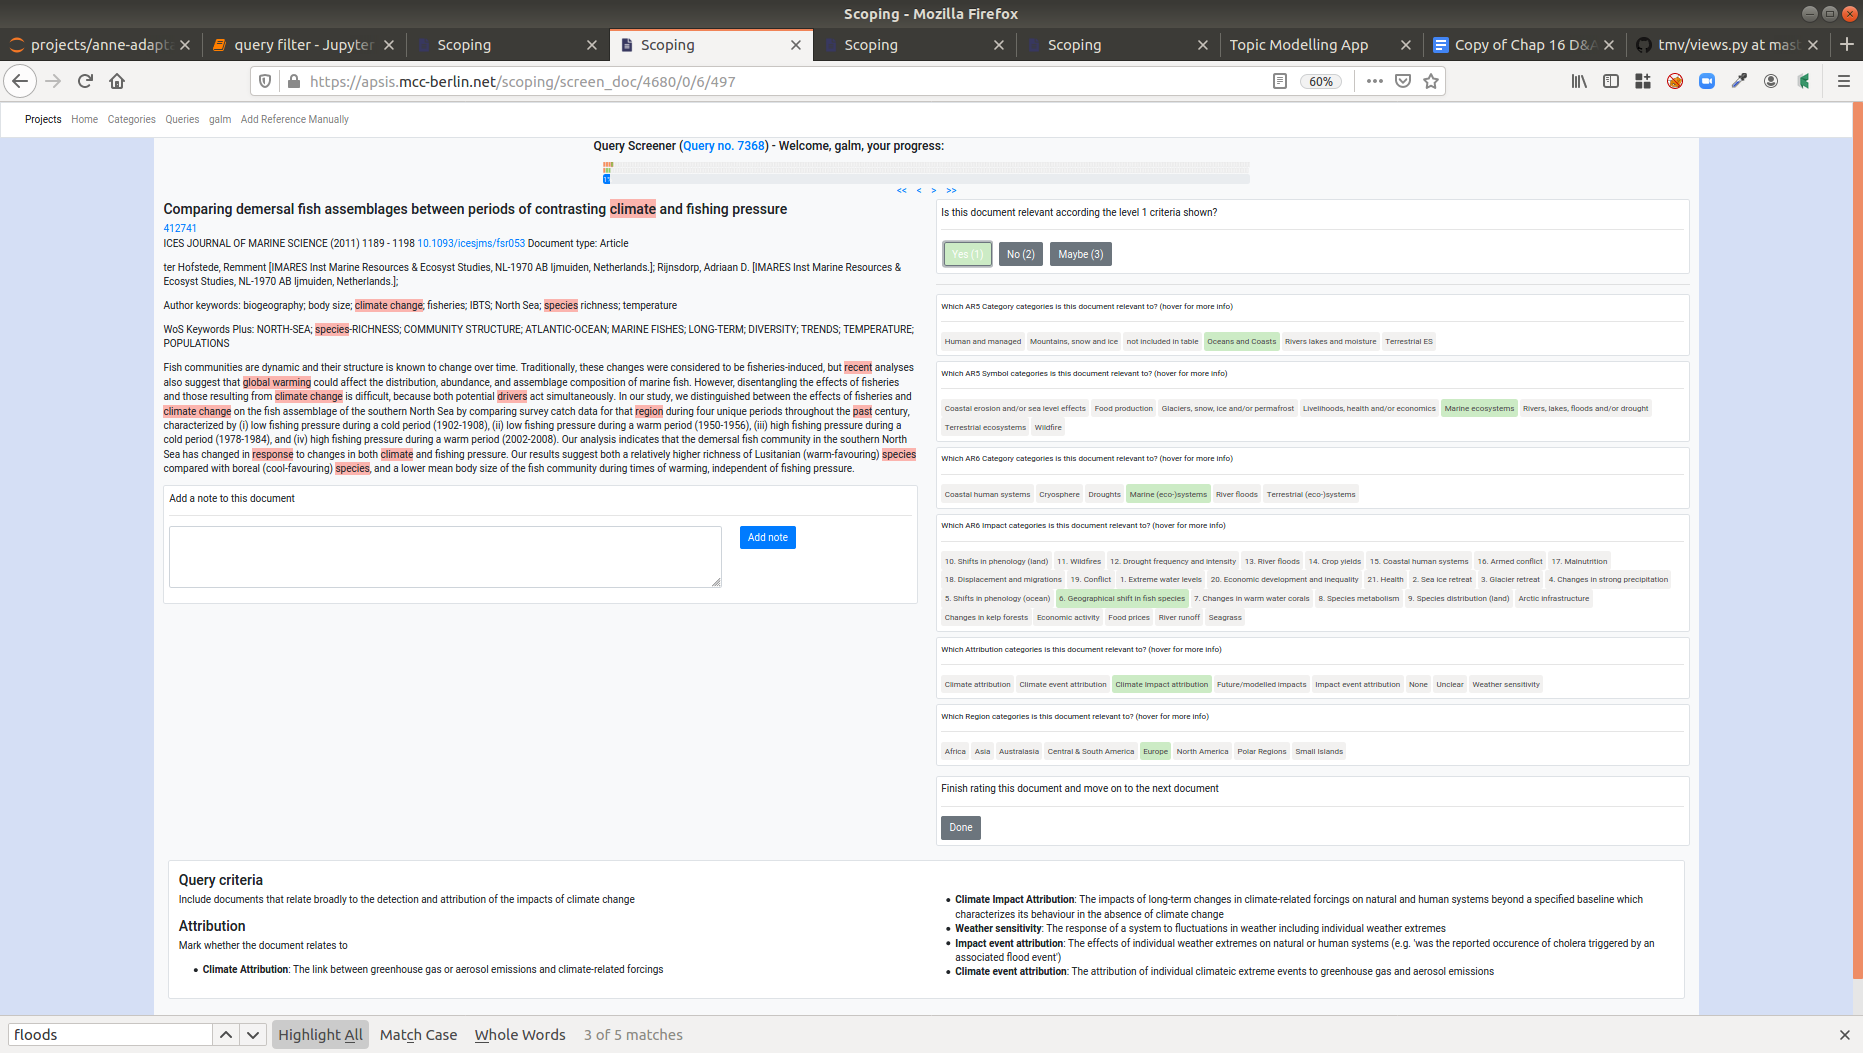 Scoping - Mozilla Firefox
projects/anne-adapta
query filter - Jupyter
Scoping
Scoping
Scoping
Scoping
Topic Modelling App
Copy of Chap 16 D&A
tmv/views.py at mast
https://apsis.mcc-berlin.net/scoping/screen_doc/4680/0/6/497
60%
Projects Home Categories Queries galm Add Reference Manually
Query Screener (Query no. 7368) - Welcome, galm, your progress:
<< < > >>
Comparing demersal fish assemblages between periods of contrasting climate and fishing pressure
412741
ICES JOURNAL OF MARINE SCIENCE (2011) 1189 - 1198 10.1093/icesjms/fsr053 Document type: Article
ter Hofstede, Remment [IMARES Inst Marine Resources & Ecosyst Studies, NL-1970 AB Ijmuiden, Netherlands.]; Rijnsdorp, Adriaan D. [IMARES Inst Marine Resources &
Ecosyst Studies, NL-1970 AB Ijmuiden, Netherlands.];
Author keywords: biogeography; body size; climate change; fisheries; IBTS; North Sea; species richness; temperature
WoS Keywords Plus: NORTH-SEA; species-RICHNESS; COMMUNITY STRUCTURE; ATLANTIC-OCEAN; MARINE FISHES; LONG-TERM; DIVERSITY; TRENDS; TEMPERATURE;
POPULATIONS
Fish communities are dynamic and their structure is known to change over time. Traditionally, these changes were considered to be fisheries-induced, but recent analyses
also suggest that global warming could affect the distribution, abundance, and assemblage composition of marine fish. However, disentangling the effects of fisheries
and those resulting from climate change is difficult, because both potential drivers act simultaneously. In our study, we distinguished between the effects of fisheries and
climate change on the fish assemblage of the southern North Sea by comparing survey catch data for that region during four unique periods throughout the past century,
characterized by (i) low fishing pressure during a cold period (1902-1908), (ii) low fishing pressure during a warm period (1950-1956), (iii) high fishing pressure during a
cold period (1978-1984), and (iv) high fishing pressure during a warm period (2002-2008). Our analysis indicates that the demersal fish community in the southern North
Sea has changed in response to changes in both climate and fishing pressure. Our results suggest both a relatively higher richness of Lusitanian (warm-favouring) species
compared with boreal (cool-favouring) species, and a lower mean body size of the fish community during times of warming, independent of fishing pressure.
Add a note to this document
Add note
Is this document relevant according the level 1 criteria shown?
Yes (1) No (2) Maybe (3)
Which AR5 Category categories is this document relevant to? (hover for more info)
Human and managed Mountains, snow and ice not included in table Oceans and Coasts Rivers lakes and moisture Terrestrial ES
Which AR5 Symbol categories is this document relevant to? (hover for more info)
Coastal erosion and/or sea level effects Food production Glaciers, snow, ice and/or permafrost Livelihoods, health and/or economics Marine ecosystems Rivers, lakes, floods and/or drought
Terrestrial ecosystems Wildfire
Which AR6 Category categories is this document relevant to? (hover for more info)
Coastal human systems Cryosphere Droughts Marine (eco-)systems River floods Terrestrial (eco-)systems
Which AR6 Impact categories is this document relevant to? (hover for more info)
10. Shifts in phenology (land) 11. Wildfires 12. Drought frequency and intensity 13. River floods 14. Crop yields 15. Coastal human systems 16. Armed conflict 17. Malnutrition
18. Displacement and migrations 19. Conflict 1. Extreme water levels 20. Economic development and inequality 21. Health 2. Sea ice retreat 3. Glacier retreat 4. Changes in strong precipitation
5. Shifts in phenology (ocean) 6. Geographical shift in fish species 7. Changes in warm water corals 8. Species metabolism 9. Species distribution (land) Arctic infrastructure
Changes in kelp forests Economic activity Food prices River runoff Seagrass
Which Attribution categories is this document relevant to? (hover for more info)
Climate attribution Climate event attribution Climate Impact attribution Future/modelled impacts Impact event attribution None Unclear Weather sensitivity
Which Region categories is this document relevant to? (hover for more info)
Africa Asia Australasia Central & South America Europe North America Polar Regions Small Islands
Finish rating this document and move on to the next document
Done
Query criteria
Include documents that relate broadly to the detection and attribution of the impacts of climate change
Attribution
Mark whether the document relates to
• Climate Attribution: The link between greenhouse gas or aerosol emissions and climate-related forcings
• Climate Impact Attribution: The impacts of long-term changes in climate-related forcings on natural and human systems beyond a specified baseline which
characterizes its behaviour in the absence of climate change
• Weather sensitivity: The response of a system to fluctuations in weather including individual weather extremes
• Impact event attribution: The effects of individual weather extremes on natural or human systems (e.g. 'was the reported occurence of cholera triggered by an
associated flood event')
• Climate event attribution: The attribution of individual climateic extreme events to greenhouse gas and aerosol emissions
floods
Highlight All Match Case Whole Words 3 of 5 matches